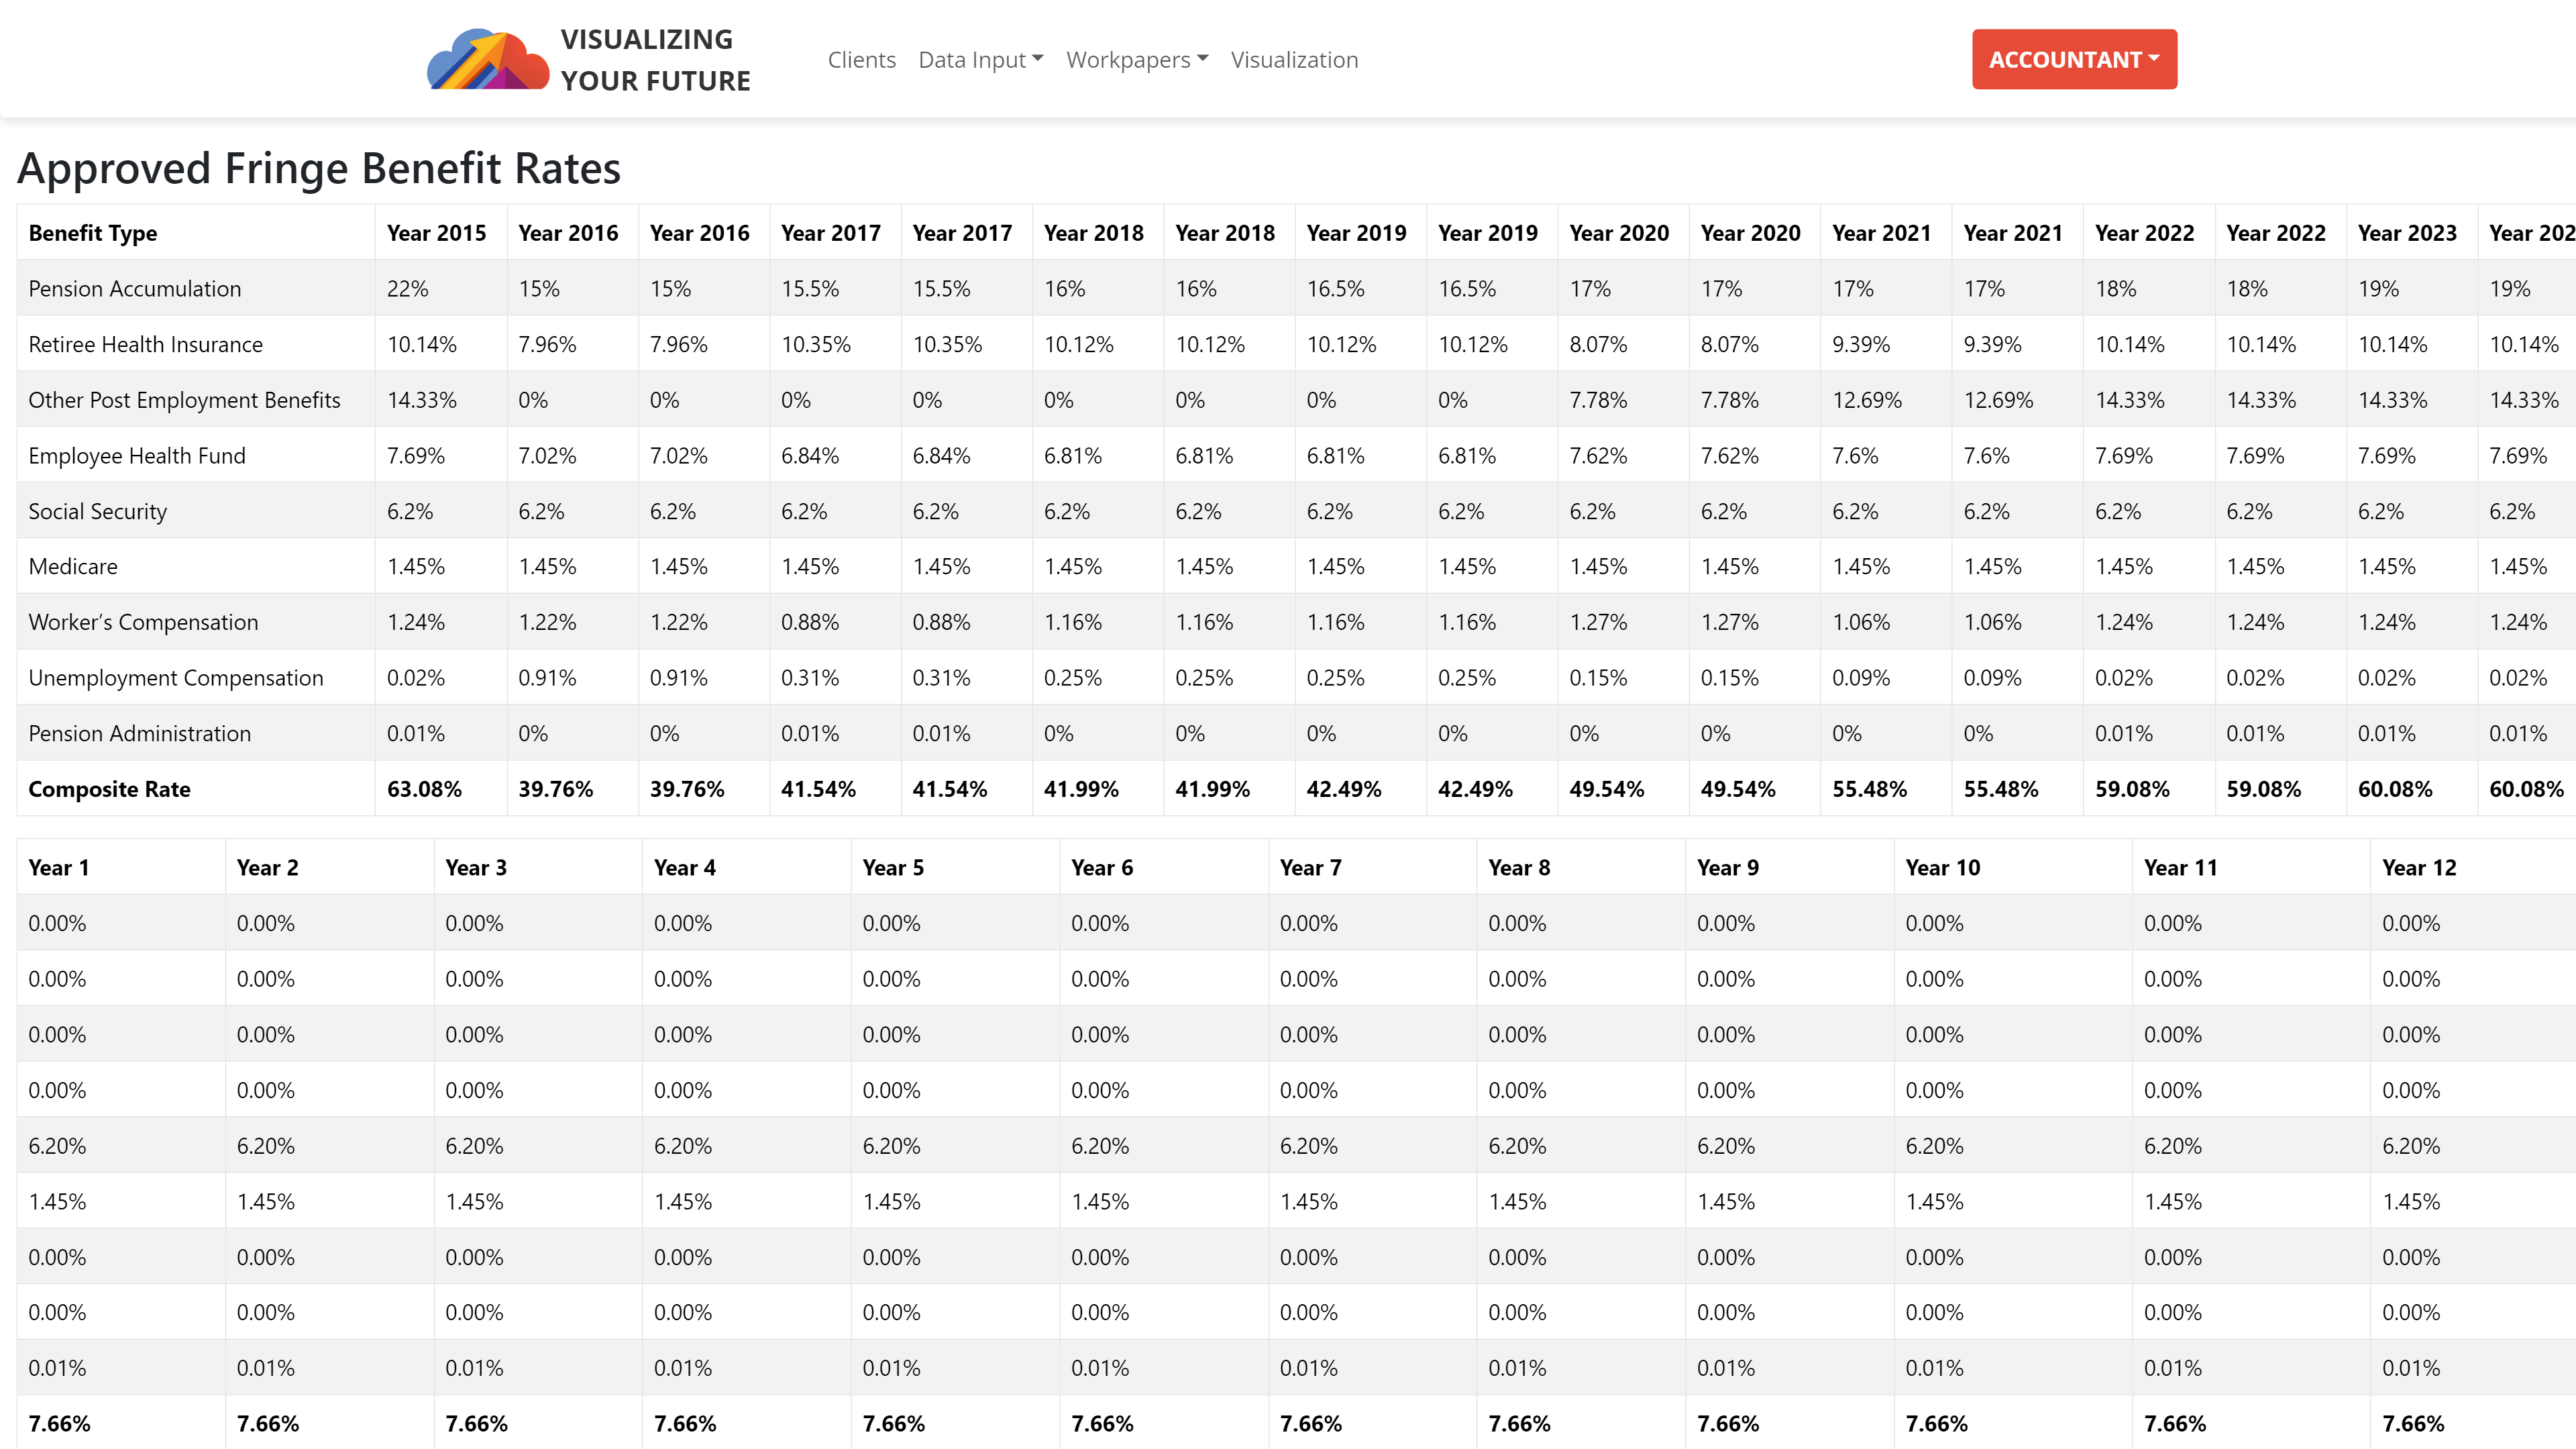 VISUALIZING
YOUR FUTURE
Clients Data Input Workpapers Visualization
ACCOUNTANT
Approved Fringe Benefit Rates
Benefit Type Year 2015 Year 2016 Year 2016 Year 2017 Year 2017 Year 2018 Year 2018 Year 2019 Year 2019 Year 2020 Year 2020 Year 2021 Year 2021 Year 2022 Year 2022 Year 2023 Year 202
Pension Accumulation 22% 15% 15% 15.5% 15.5% 16% 16% 16.5% 16.5% 17% 17% 17% 17% 18% 18% 19% 19%
Retiree Health Insurance 10.14% 7.96% 7.96% 10.35% 10.35% 10.12% 10.12% 10.12% 10.12% 8.07% 8.07% 9.39% 9.39% 10.14% 10.14% 10.14% 10.14%
Other Post Employment Benefits 14.33% 0% 0% 0% 0% 0% 0% 0% 0% 7.78% 7.78% 12.69% 12.69% 14.33% 14.33% 14.33% 14.33%
Employee Health Fund 7.69% 7.02% 7.02% 6.84% 6.84% 6.81% 6.81% 6.81% 6.81% 7.62% 7.62% 7.6% 7.6% 7.69% 7.69% 7.69% 7.69%
Social Security 6.2% 6.2% 6.2% 6.2% 6.2% 6.2% 6.2% 6.2% 6.2% 6.2% 6.2% 6.2% 6.2% 6.2% 6.2% 6.2% 6.2%
Medicare 1.45% 1.45% 1.45% 1.45% 1.45% 1.45% 1.45% 1.45% 1.45% 1.45% 1.45% 1.45% 1.45% 1.45% 1.45% 1.45% 1.45%
Worker’s Compensation 1.24% 1.22% 1.22% 0.88% 0.88% 1.16% 1.16% 1.16% 1.16% 1.27% 1.27% 1.06% 1.06% 1.24% 1.24% 1.24% 1.24%
Unemployment Compensation 0.02% 0.91% 0.91% 0.31% 0.31% 0.25% 0.25% 0.25% 0.25% 0.15% 0.15% 0.09% 0.09% 0.02% 0.02% 0.02% 0.02%
Pension Administration 0.01% 0% 0% 0.01% 0.01% 0% 0% 0% 0% 0% 0% 0% 0% 0.01% 0.01% 0.01% 0.01%
Composite Rate 63.08% 39.76% 39.76% 41.54% 41.54% 41.99% 41.99% 42.49% 42.49% 49.54% 49.54% 55.48% 55.48% 59.08% 59.08% 60.08% 60.08%
Year 1 Year 2 Year 3 Year 4 Year 5 Year 6 Year 7 Year 8 Year 9 Year 10 Year 11 Year 12
0.00% 0.00% 0.00% 0.00% 0.00% 0.00% 0.00% 0.00% 0.00% 0.00% 0.00% 0.00%
0.00% 0.00% 0.00% 0.00% 0.00% 0.00% 0.00% 0.00% 0.00% 0.00% 0.00% 0.00%
0.00% 0.00% 0.00% 0.00% 0.00% 0.00% 0.00% 0.00% 0.00% 0.00% 0.00% 0.00%
0.00% 0.00% 0.00% 0.00% 0.00% 0.00% 0.00% 0.00% 0.00% 0.00% 0.00% 0.00%
6.20% 6.20% 6.20% 6.20% 6.20% 6.20% 6.20% 6.20% 6.20% 6.20% 6.20% 6.20%
1.45% 1.45% 1.45% 1.45% 1.45% 1.45% 1.45% 1.45% 1.45% 1.45% 1.45% 1.45%
0.00% 0.00% 0.00% 0.00% 0.00% 0.00% 0.00% 0.00% 0.00% 0.00% 0.00% 0.00%
0.00% 0.00% 0.00% 0.00% 0.00% 0.00% 0.00% 0.00% 0.00% 0.00% 0.00% 0.00%
0.01% 0.01% 0.01% 0.01% 0.01% 0.01% 0.01% 0.01% 0.01% 0.01% 0.01% 0.01%
7.66% 7.66% 7.66% 7.66% 7.66% 7.66% 7.66% 7.66% 7.66% 7.66% 7.66% 7.66%